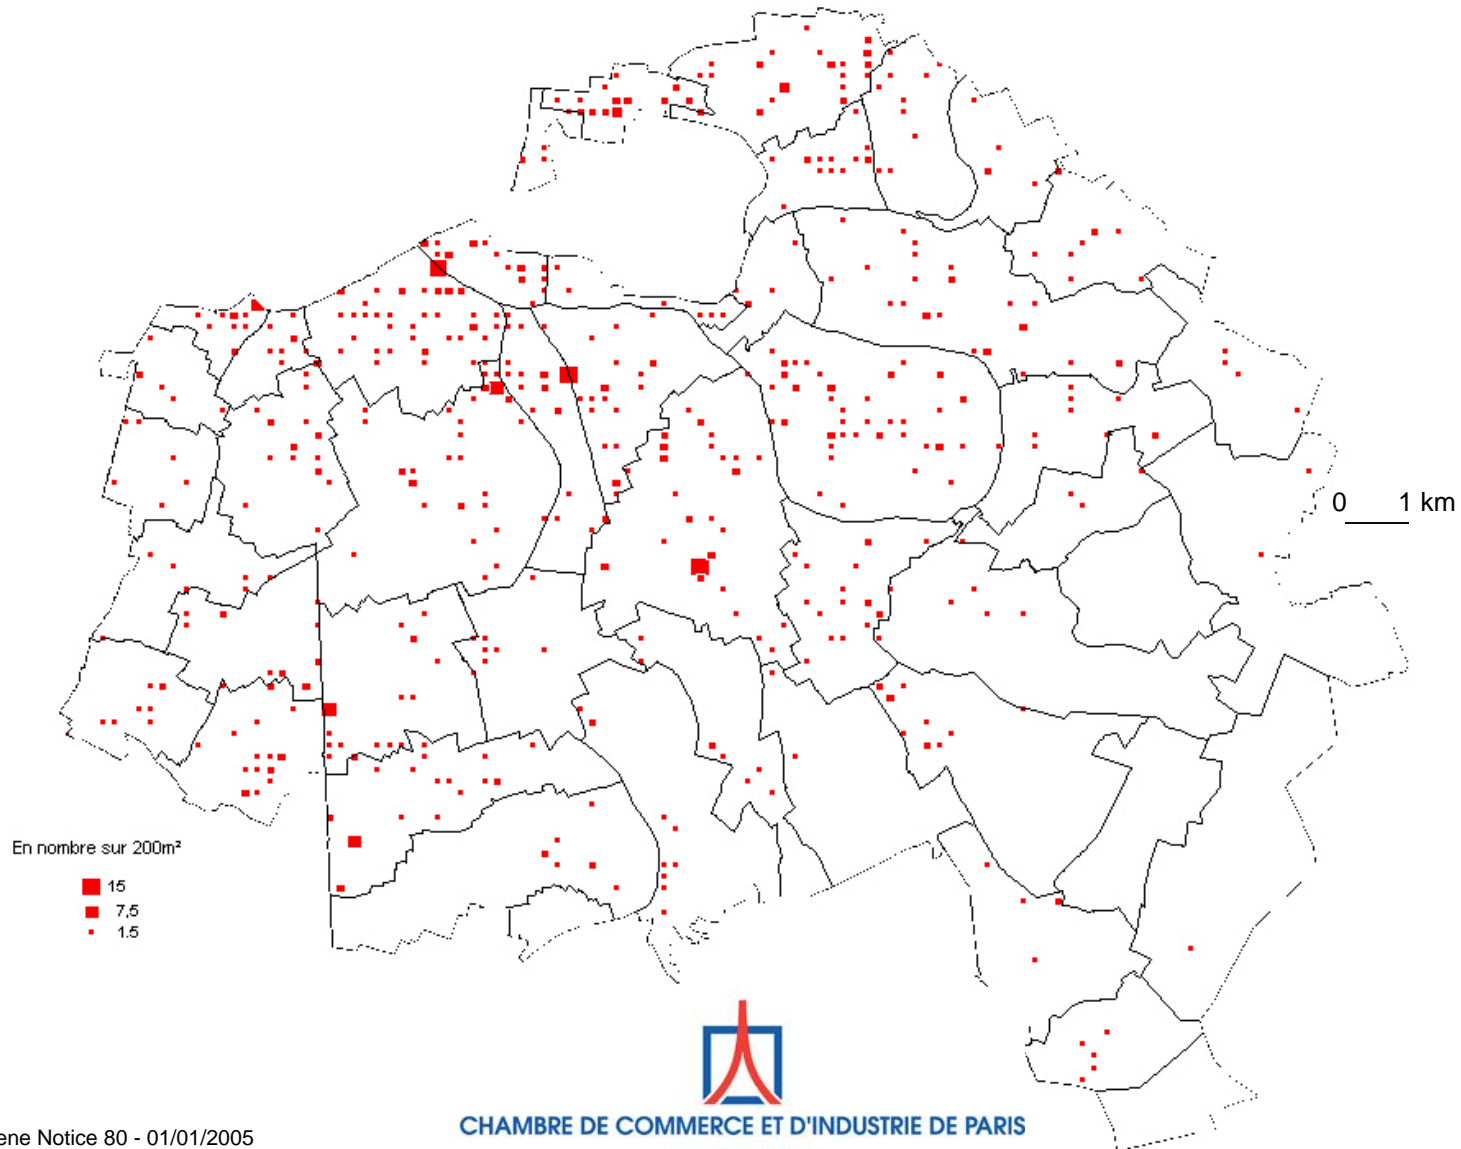 0 1 km
En nombre sur 200m²
15
7,5
1.5
CHAMBRE DE COMMERCE ET D'INDUSTRIE DE PARIS
ene Notice 80 - 01/01/2005